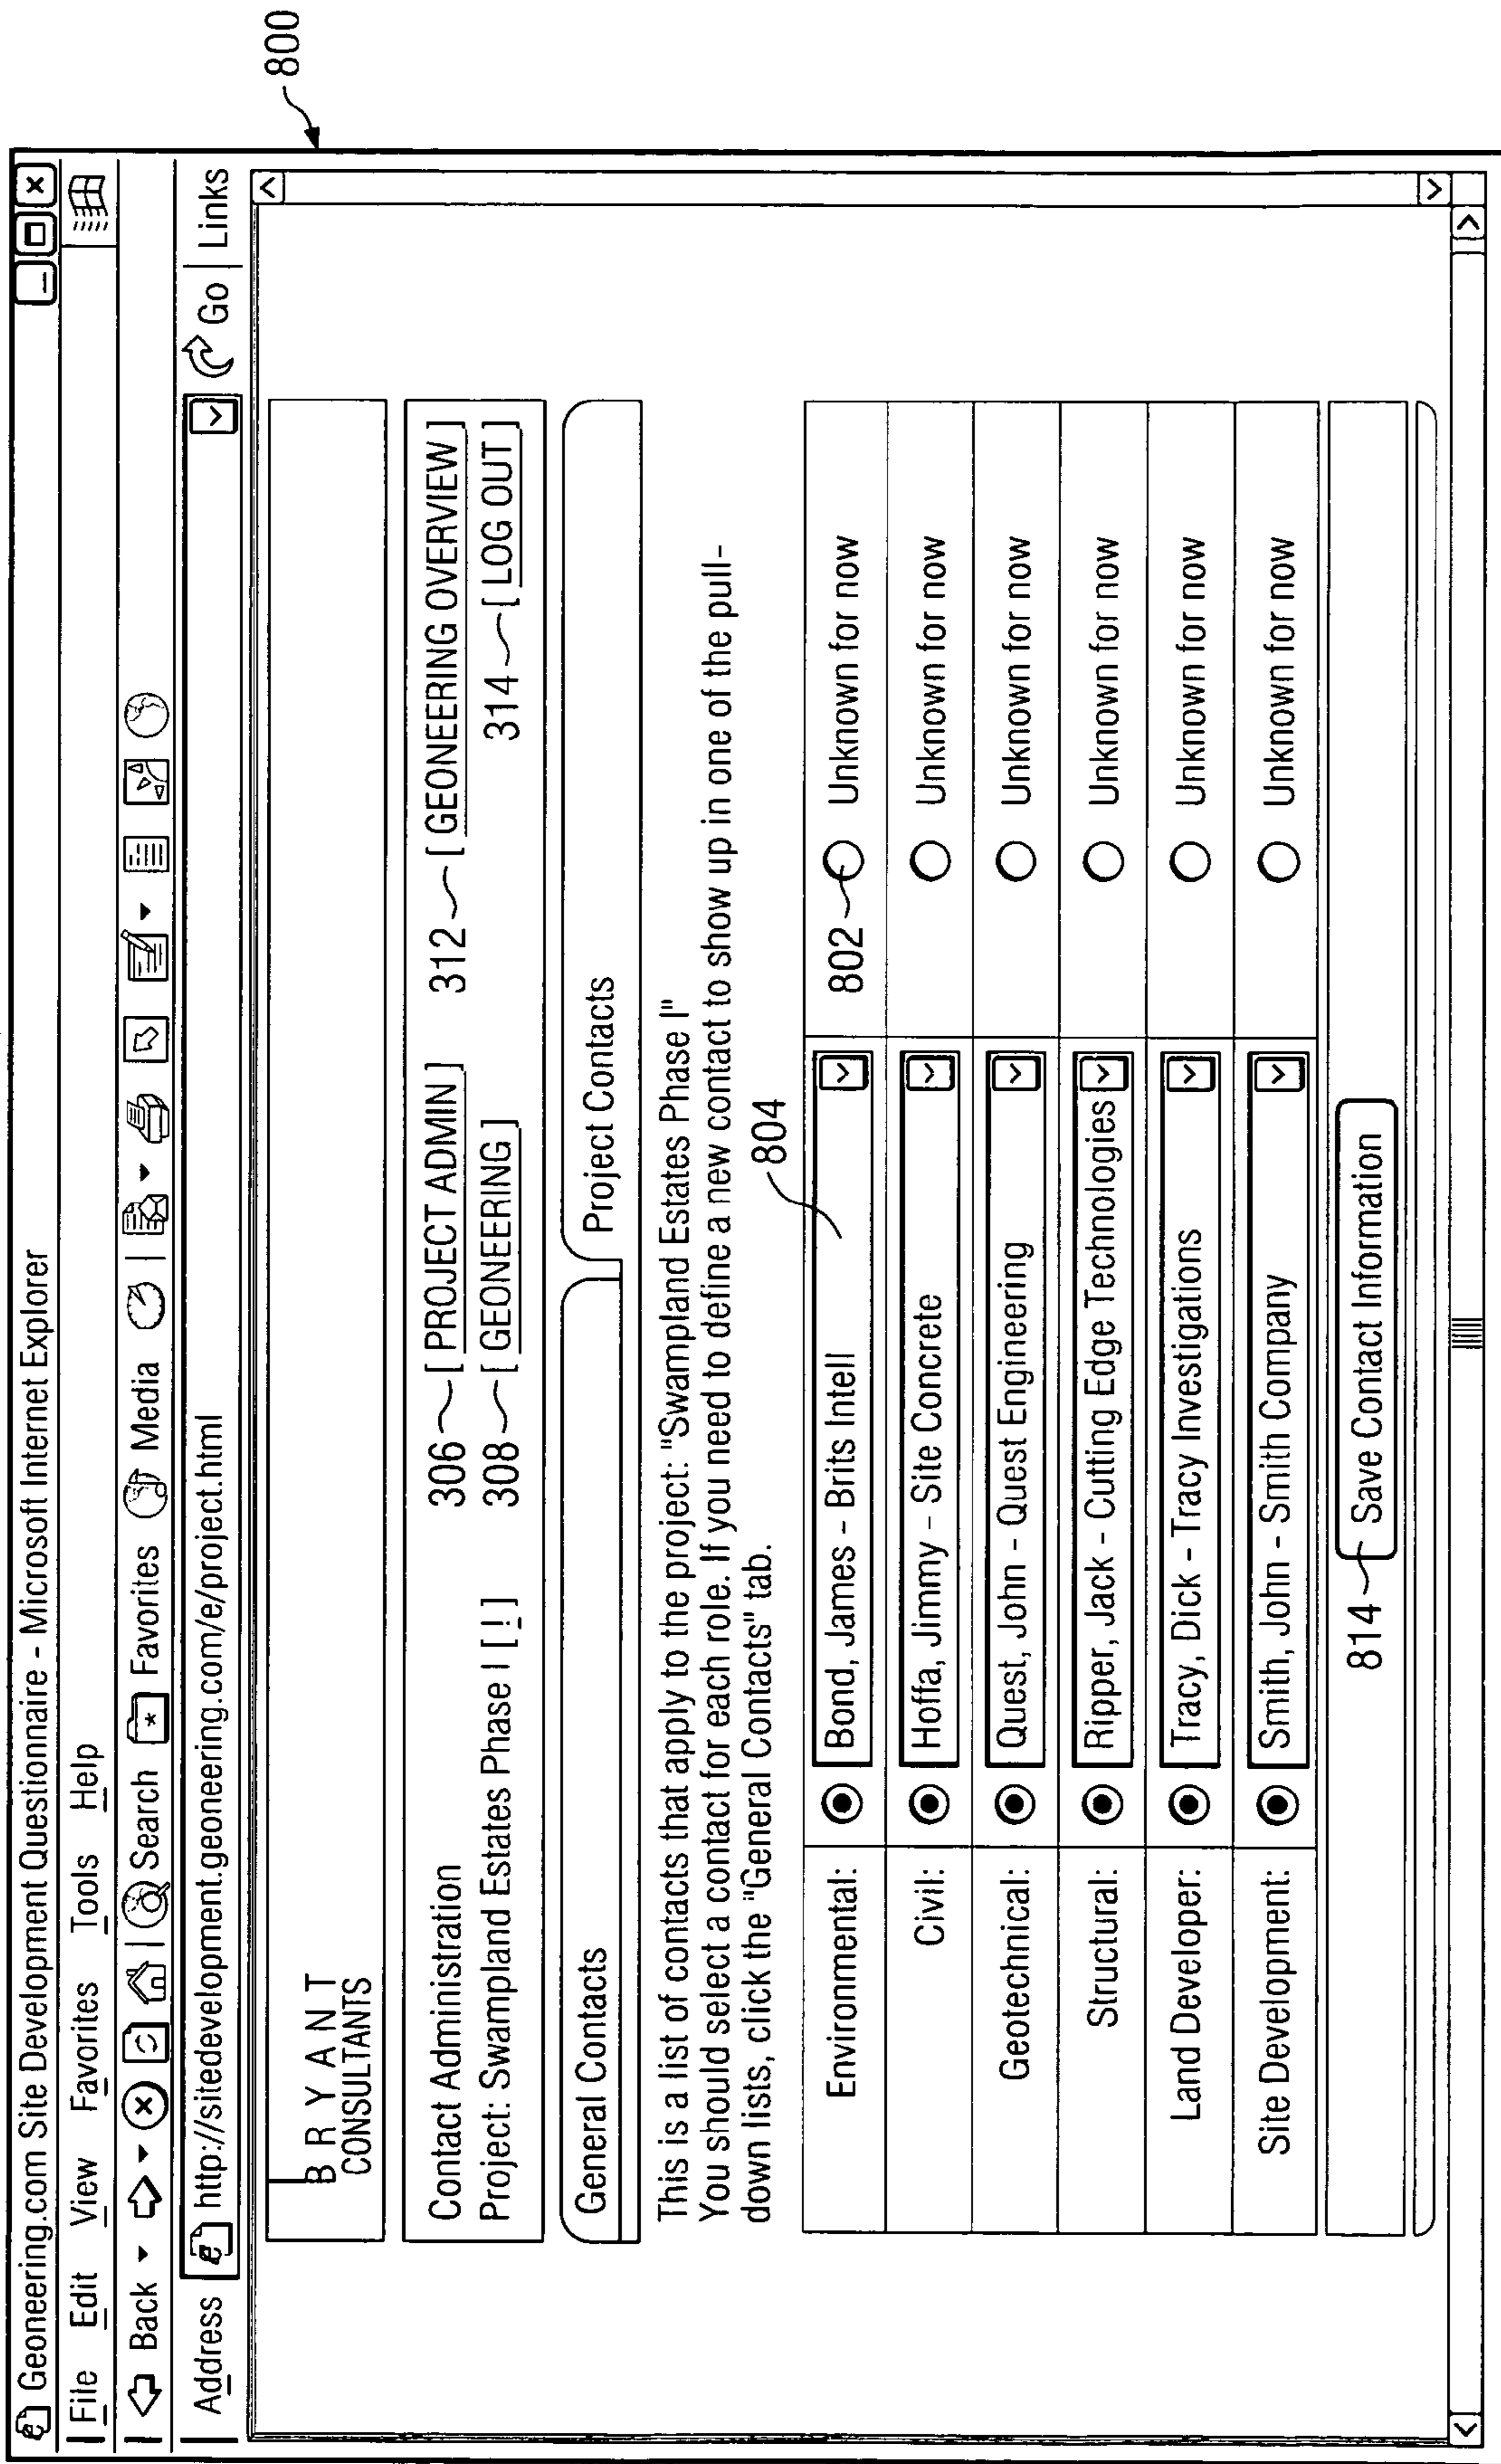 Geoneering.com Site Development Questionnaire - Microsoft Internet Explorer
File Edit View Favorites Tools Help
Back Search Favorites Media
Address http://sitedevelopment.geoneering.com/e/project.html Go Links
800
B R Y A N T
CONSULTANTS
Contact Administration 306 [ PROJECT ADMIN ] 312 [ GEONEERING OVERVIEW ]
Project: Swampland Estates Phase I [ ! ] 308 [ GEONEERING ] 314 [ LOG OUT ]
General Contacts Project Contacts
This is a list of contacts that apply to the project: "Swampland Estates Phase I"
You should select a contact for each role. If you need to define a new contact to show up in one of the pull-
down lists, click the "General Contacts" tab.
804
Environmental: Bond, James - Brits Intell 802 Unknown for now
Civil: Hoffa, Jimmy - Site Concrete Unknown for now
Geotechnical: Quest, John - Quest Engineering Unknown for now
Structural: Ripper, Jack - Cutting Edge Technologies Unknown for now
Land Developer: Tracy, Dick - Tracy Investigations Unknown for now
Site Development: Smith, John - Smith Company Unknown for now
814 Save Contact Information